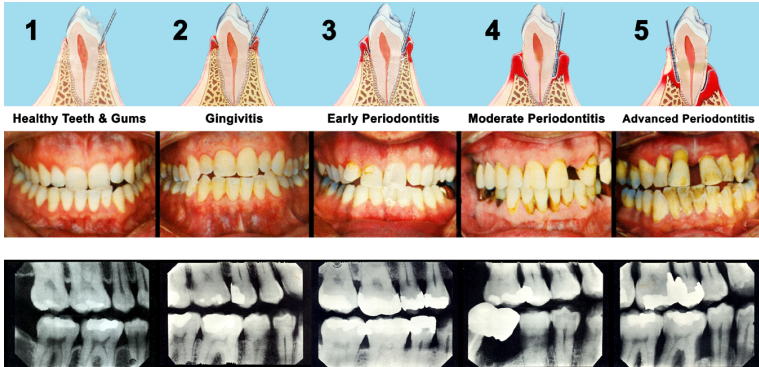 1
2
3
4
5
Healthy Teeth & Gums
Gingivitis
Early Periodontitis
Moderate Periodontitis
Advanced Periodontitis